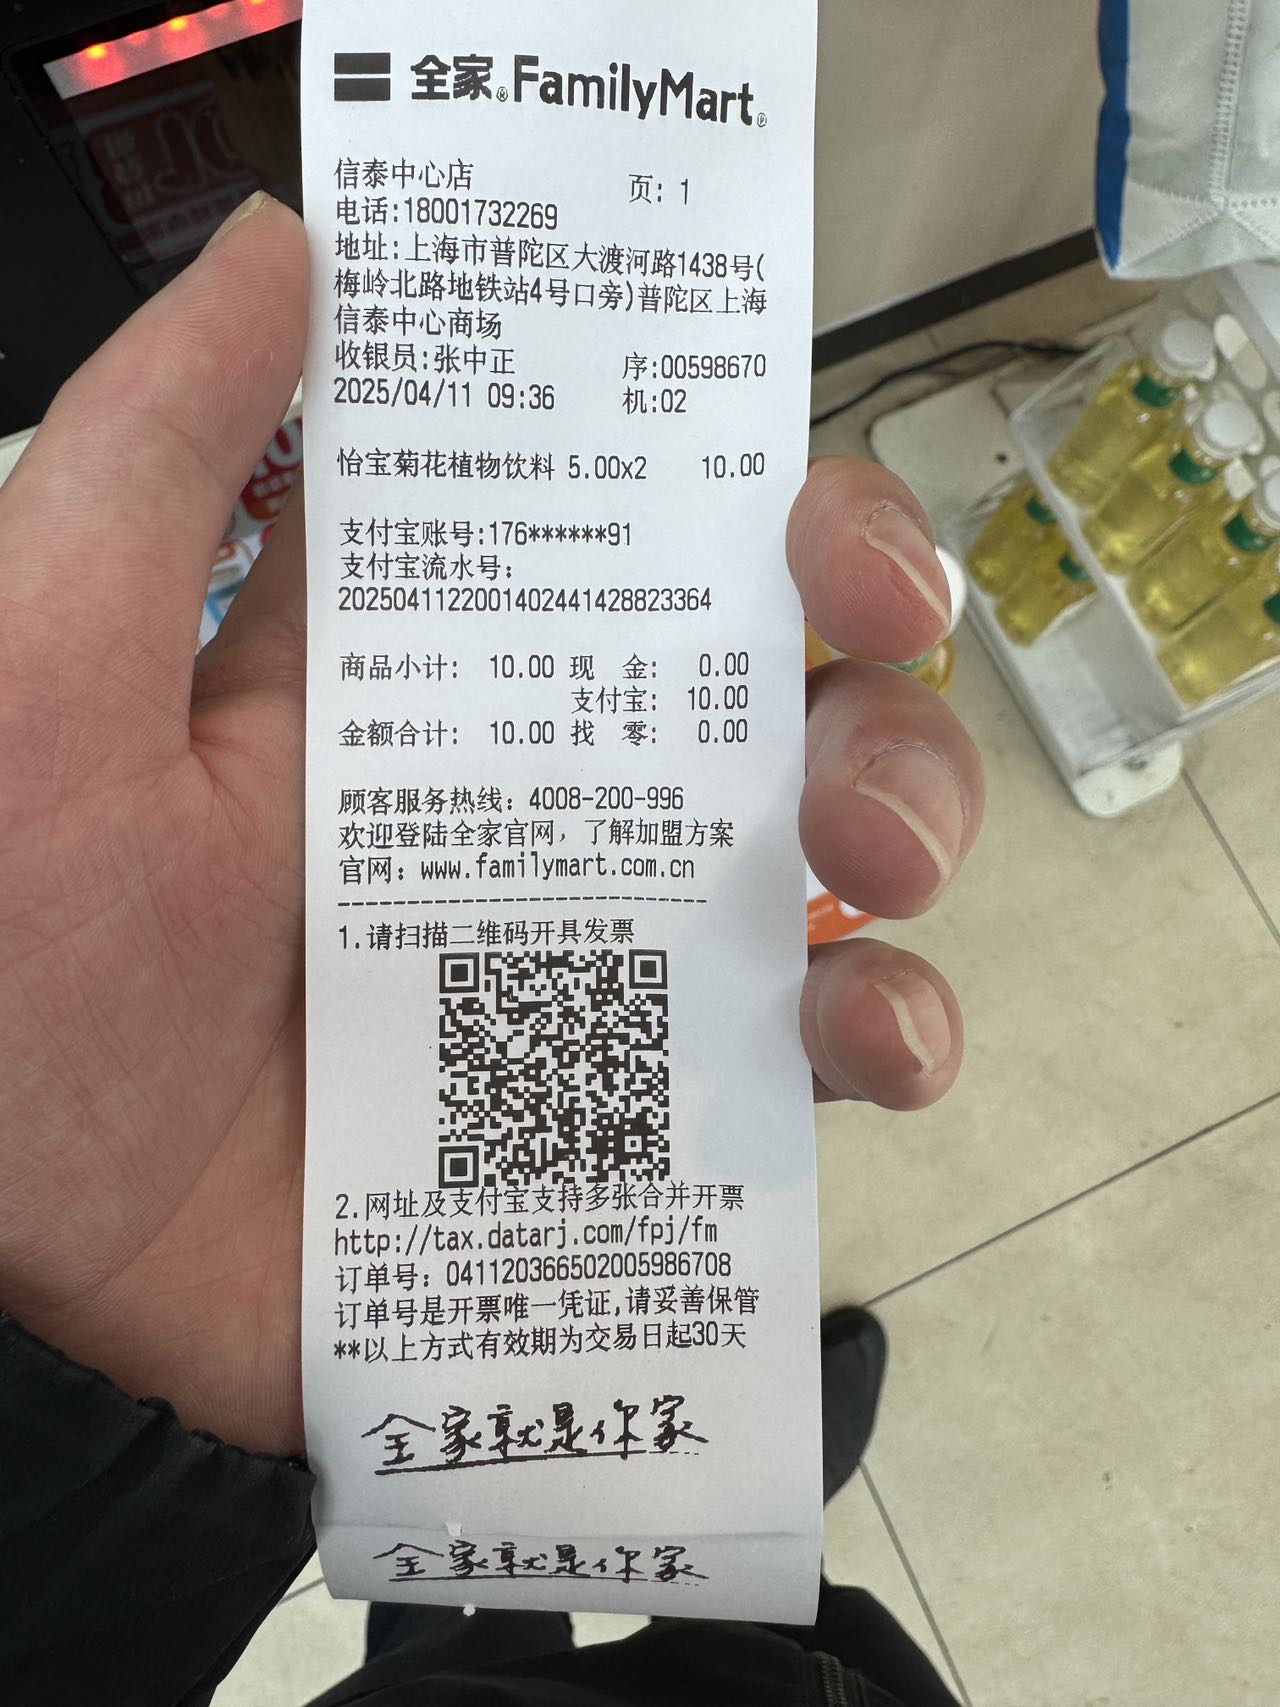 全家® FamilyMart®
信泰中心店 页: 1
电话:18001732269
地址:上海市普陀区大渡河路1438号(
梅岭北路地铁站4号口旁)普陀区上海
信泰中心商场
收银员:张中正 序:00598670
2025/04/11 09:36 机:02
怡宝菊花植物饮料 5.00x2 10.00
支付宝账号:176******91
支付宝流水号:
2025041122001402441428823364
商品小计: 10.00 现 金: 0.00
支付宝: 10.00
金额合计: 10.00 找 零: 0.00
顾客服务热线: 4008-200-996
欢迎登陆全家官网，了解加盟方案
官网: www.familymart.com.cn
---------------------------
1.请扫描二维码开具发票
2.网址及支付宝支持多张合并开票
http://tax.datarj.com/fpj/fm
订单号: 0411203665020059867​08
订单号是开票唯一凭证,请妥善保管
**以上方式有效期为交易日起30天
全家就是你家
全家就是你家